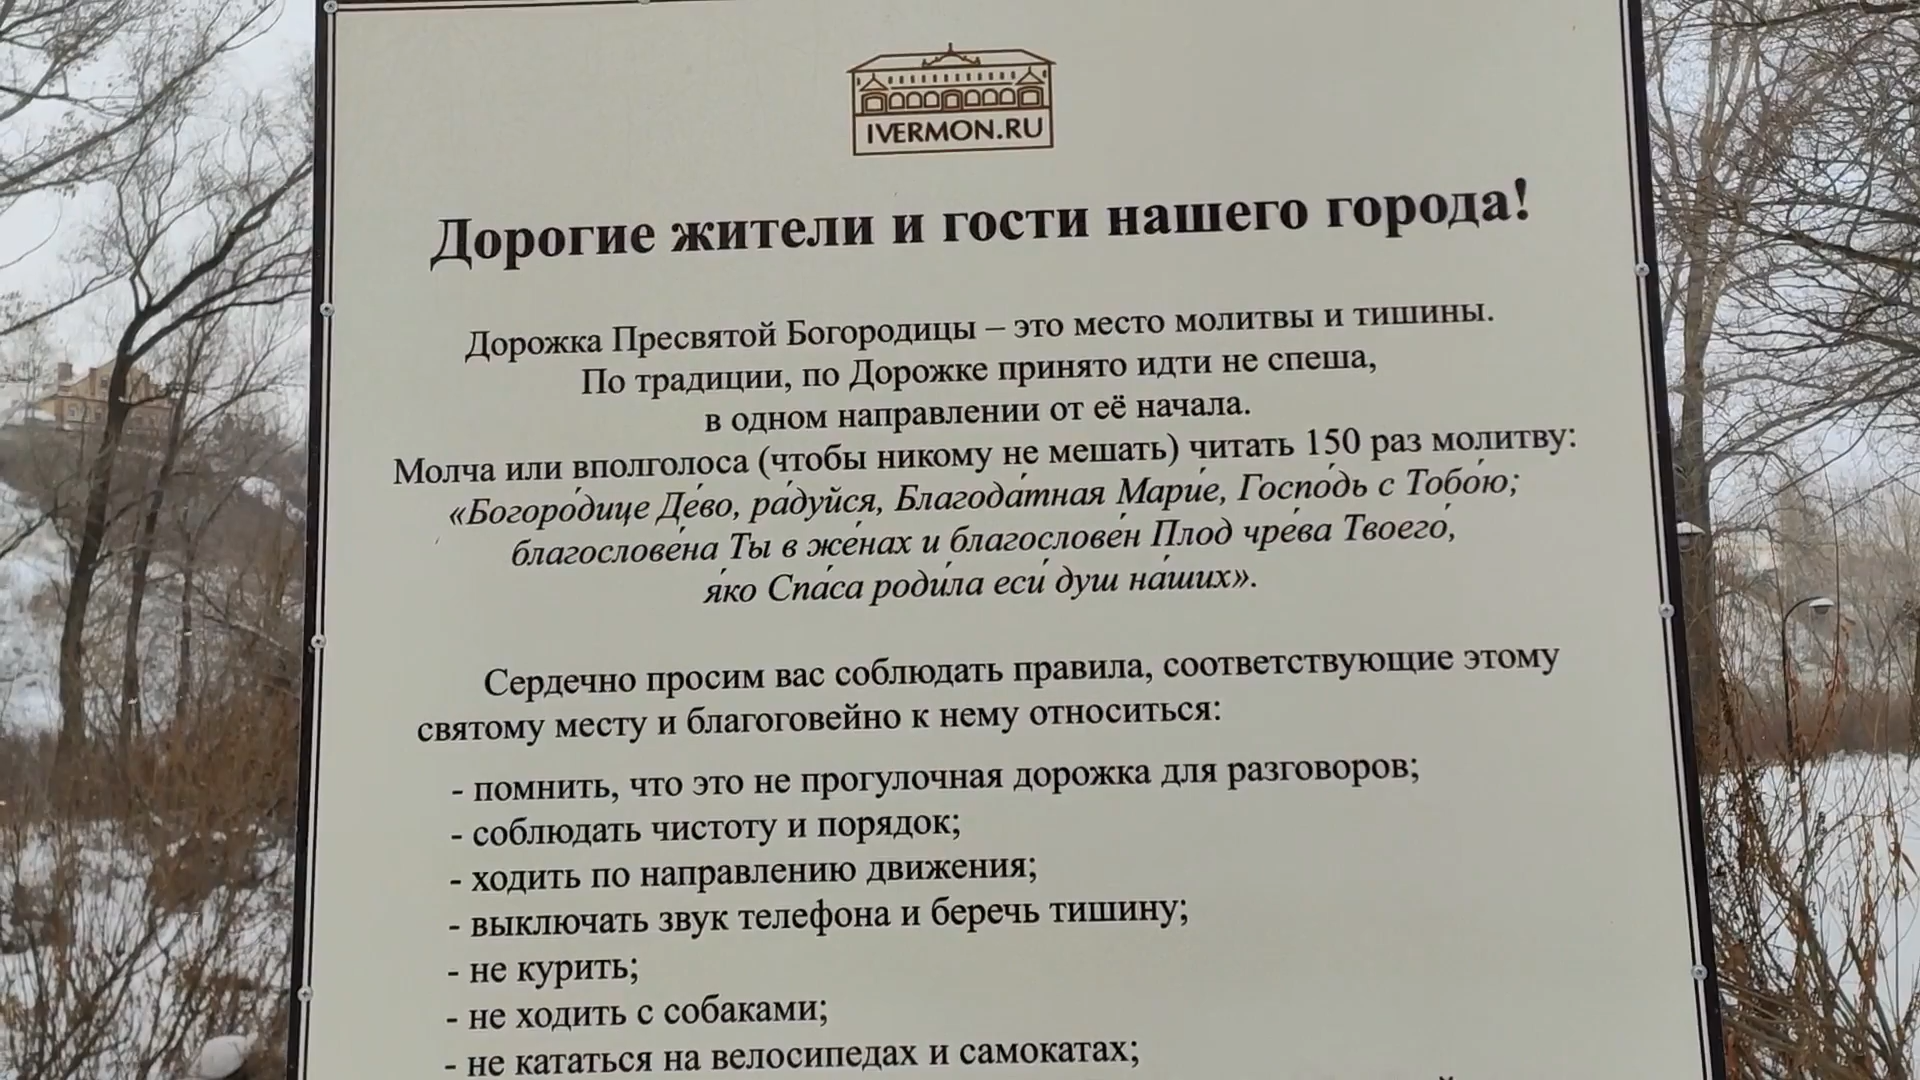 IVERMON.RU
Дорогие жители и гости нашего города!
Дорожка Пресвятой Богородицы – это место молитвы и тишины.
По традиции, по Дорожке принято идти не спеша,
в одном направлении от её начала.
Молча или вполголоса (чтобы никому не мешать) читать 150 раз молитву:
«Богоро́дице Де́во, ра́дуйся, Благода́тная Мари́е, Госпо́дь с Тобо́ю;
благослове́на Ты в же́нах и благослове́н Плод чре́ва Твоего́,
я́ко Спа́са роди́ла еси́ душ на́ших».
Сердечно просим вас соблюдать правила, соответствующие этому
святому месту и благоговейно к нему относиться:
- помнить, что это не прогулочная дорожка для разговоров;
- соблюдать чистоту и порядок;
- ходить по направлению движения;
- выключать звук телефона и беречь тишину;
- не курить;
- не ходить с собаками;
- не кататься на велосипедах и самокатах;